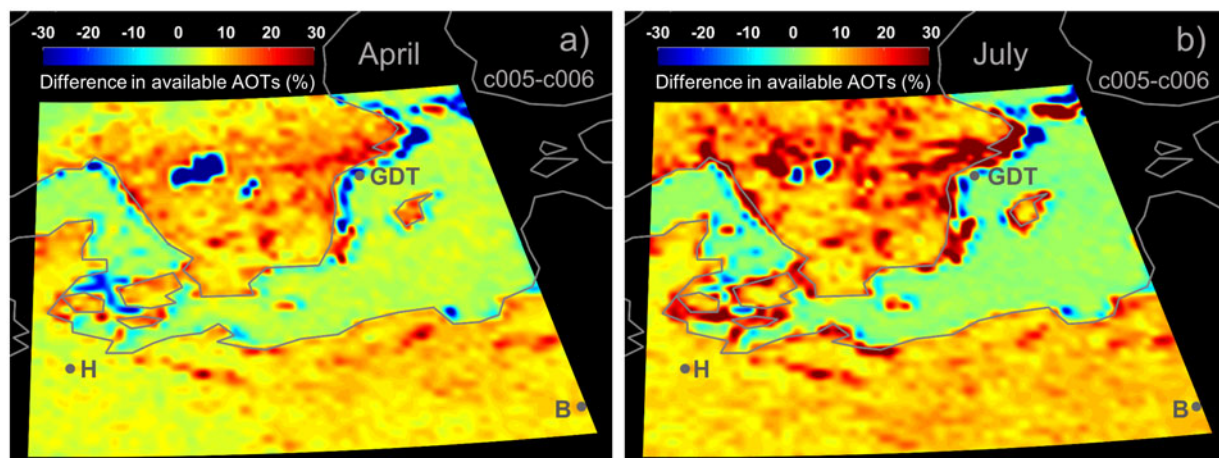 -30 -20 -10 0 10 20 30
Difference in available AOTs (%)
April
a)
c005-c006
GDT
H
B
-30 -20 -10 0 10 20 30
Difference in available AOTs (%)
July
b)
c005-c006
GDT
H
B